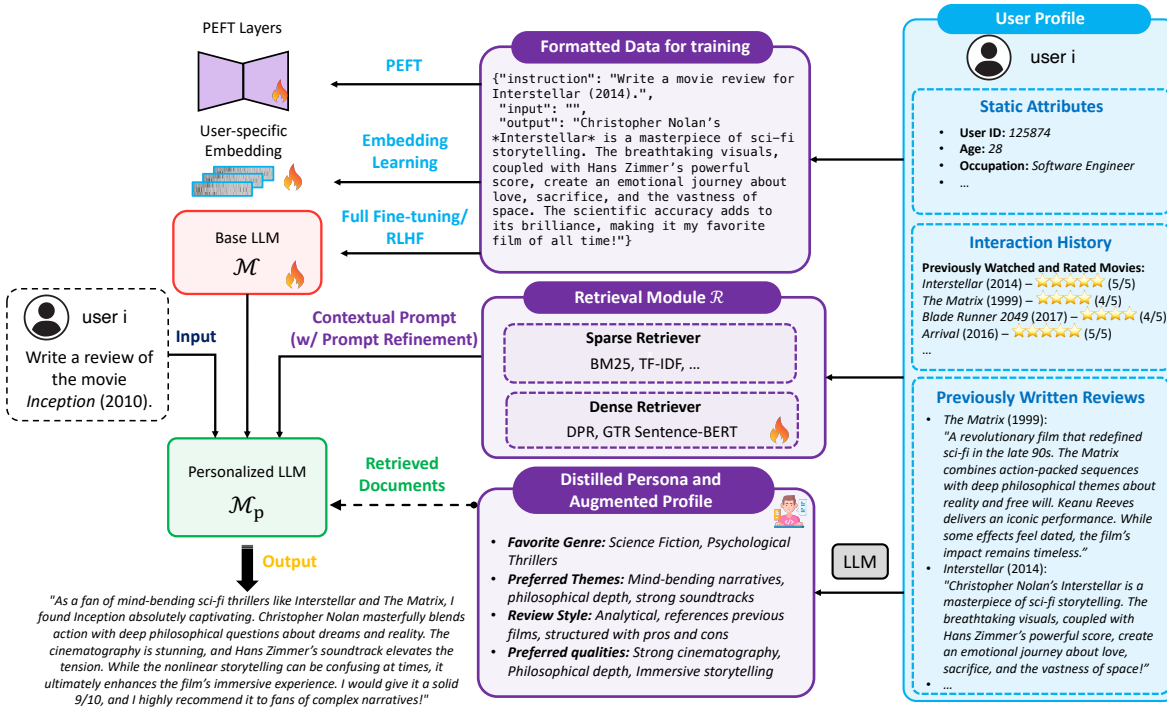 PEFT Layers
User-specific
Embedding
Base LLM
ℳ
user i
Write a review of
the movie
Inception (2010).
Input
Personalized LLM
ℳp
Output
"As a fan of mind-bending sci-fi thrillers like Interstellar and The Matrix, I
found Inception absolutely captivating. Christopher Nolan masterfully blends
action with deep philosophical questions about dreams and reality. The
cinematography is stunning, and Hans Zimmer's soundtrack elevates the
tension. While the nonlinear storytelling can be confusing at times, it
ultimately enhances the film's immersive experience. I would give it a solid
9/10, and I highly recommend it to fans of complex narratives!"
PEFT
Embedding
Learning
Full Fine-tuning/
RLHF
Contextual Prompt
(w/ Prompt Refinement)
Retrieved
Documents
Formatted Data for training
{"instruction": "Write a movie review for
Interstellar (2014).",
"input": "",
"output": "Christopher Nolan's
*Interstellar* is a masterpiece of sci-fi
storytelling. The breathtaking visuals,
coupled with Hans Zimmer's powerful
score, create an emotional journey about
love, sacrifice, and the vastness of
space. The scientific accuracy adds to
its brilliance, making it my favorite
film of all time!"}
Retrieval Module ℛ
Sparse Retriever
BM25, TF-IDF, …
Dense Retriever
DPR, GTR Sentence-BERT
Distilled Persona and
Augmented Profile
• Favorite Genre: Science Fiction, Psychological
Thrillers
• Preferred Themes: Mind-bending narratives,
philosophical depth, strong soundtracks
• Review Style: Analytical, references previous
films, structured with pros and cons
• Preferred qualities: Strong cinematography,
Philosophical depth, Immersive storytelling
LLM
User Profile
user i
Static Attributes
• User ID: 125874
• Age: 28
• Occupation: Software Engineer
• …
Interaction History
Previously Watched and Rated Movies:
Interstellar (2014) – ⭐⭐⭐⭐⭐ (5/5)
The Matrix (1999) – ⭐⭐⭐⭐ (4/5)
Blade Runner 2049 (2017) – ⭐⭐⭐⭐ (4/5)
Arrival (2016) – ⭐⭐⭐⭐⭐ (5/5)
…
Previously Written Reviews
• The Matrix (1999):
"A revolutionary film that redefined
sci-fi in the late 90s. The Matrix
combines action-packed sequences
with deep philosophical themes about
reality and free will. Keanu Reeves
delivers an iconic performance. While
some effects feel dated, the film's
impact remains timeless."
• Interstellar (2014):
"Christopher Nolan's Interstellar is a
masterpiece of sci-fi storytelling. The
breathtaking visuals, coupled with
Hans Zimmer's powerful score, create
an emotional journey about love,
sacrifice, and the vastness of space!"
• …